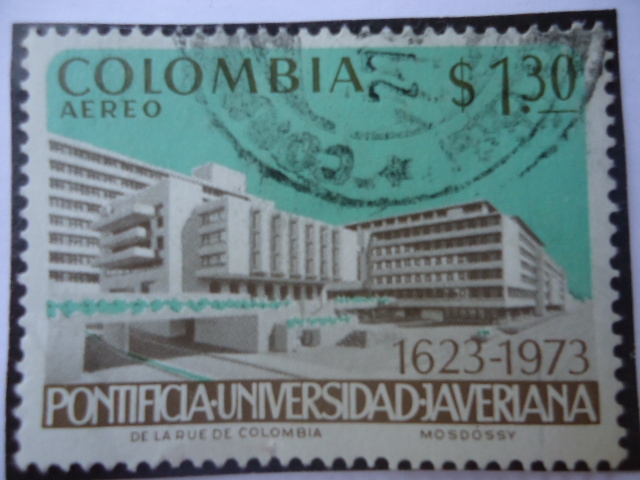 COLOMBIA $1.30
AEREO
1623-1973
PONTIFICIA·UNIVERSIDAD·JAVERIANA
DE LA RUE DE COLOMBIA MOSDÓSSY